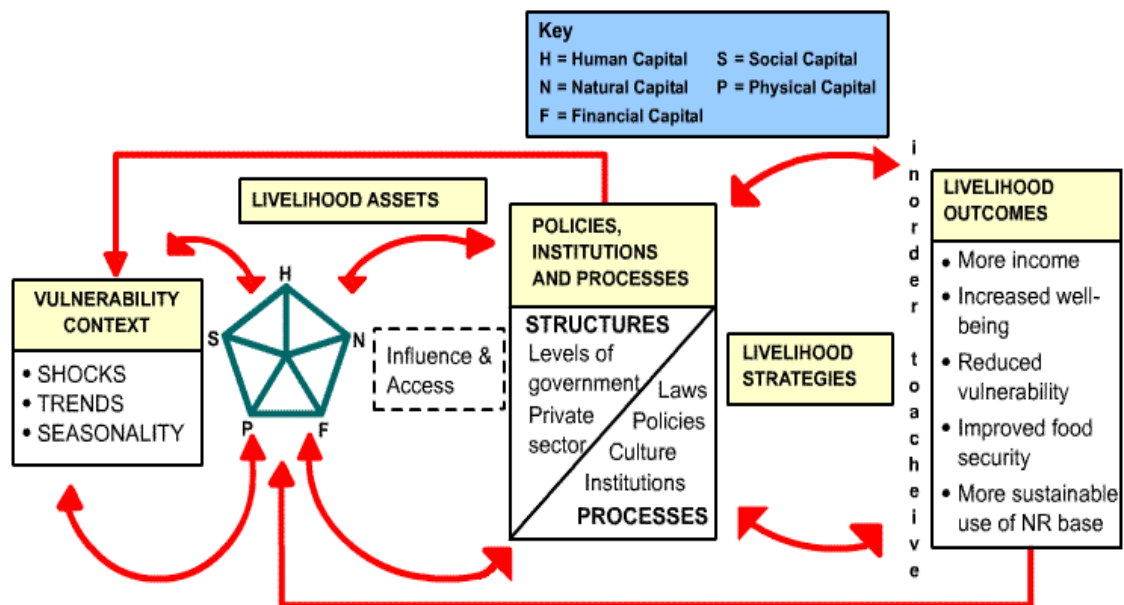 Key
H = Human Capital S = Social Capital
N = Natural Capital P = Physical Capital
F = Financial Capital
LIVELIHOOD ASSETS
VULNERABILITY
CONTEXT
• SHOCKS
• TRENDS
• SEASONALITY
H
S
N
P
F
Influence &
Access
POLICIES,
INSTITUTIONS
AND PROCESSES
STRUCTURES
Levels of
government
Private
sector
Laws
Policies
Culture
Institutions
PROCESSES
LIVELIHOOD
STRATEGIES
i
n
o
r
d
e
r
t
o
a
c
h
e
i
v
e
LIVELIHOOD
OUTCOMES
• More income
• Increased well-
being
• Reduced
vulnerability
• Improved food
security
• More sustainable
use of NR base